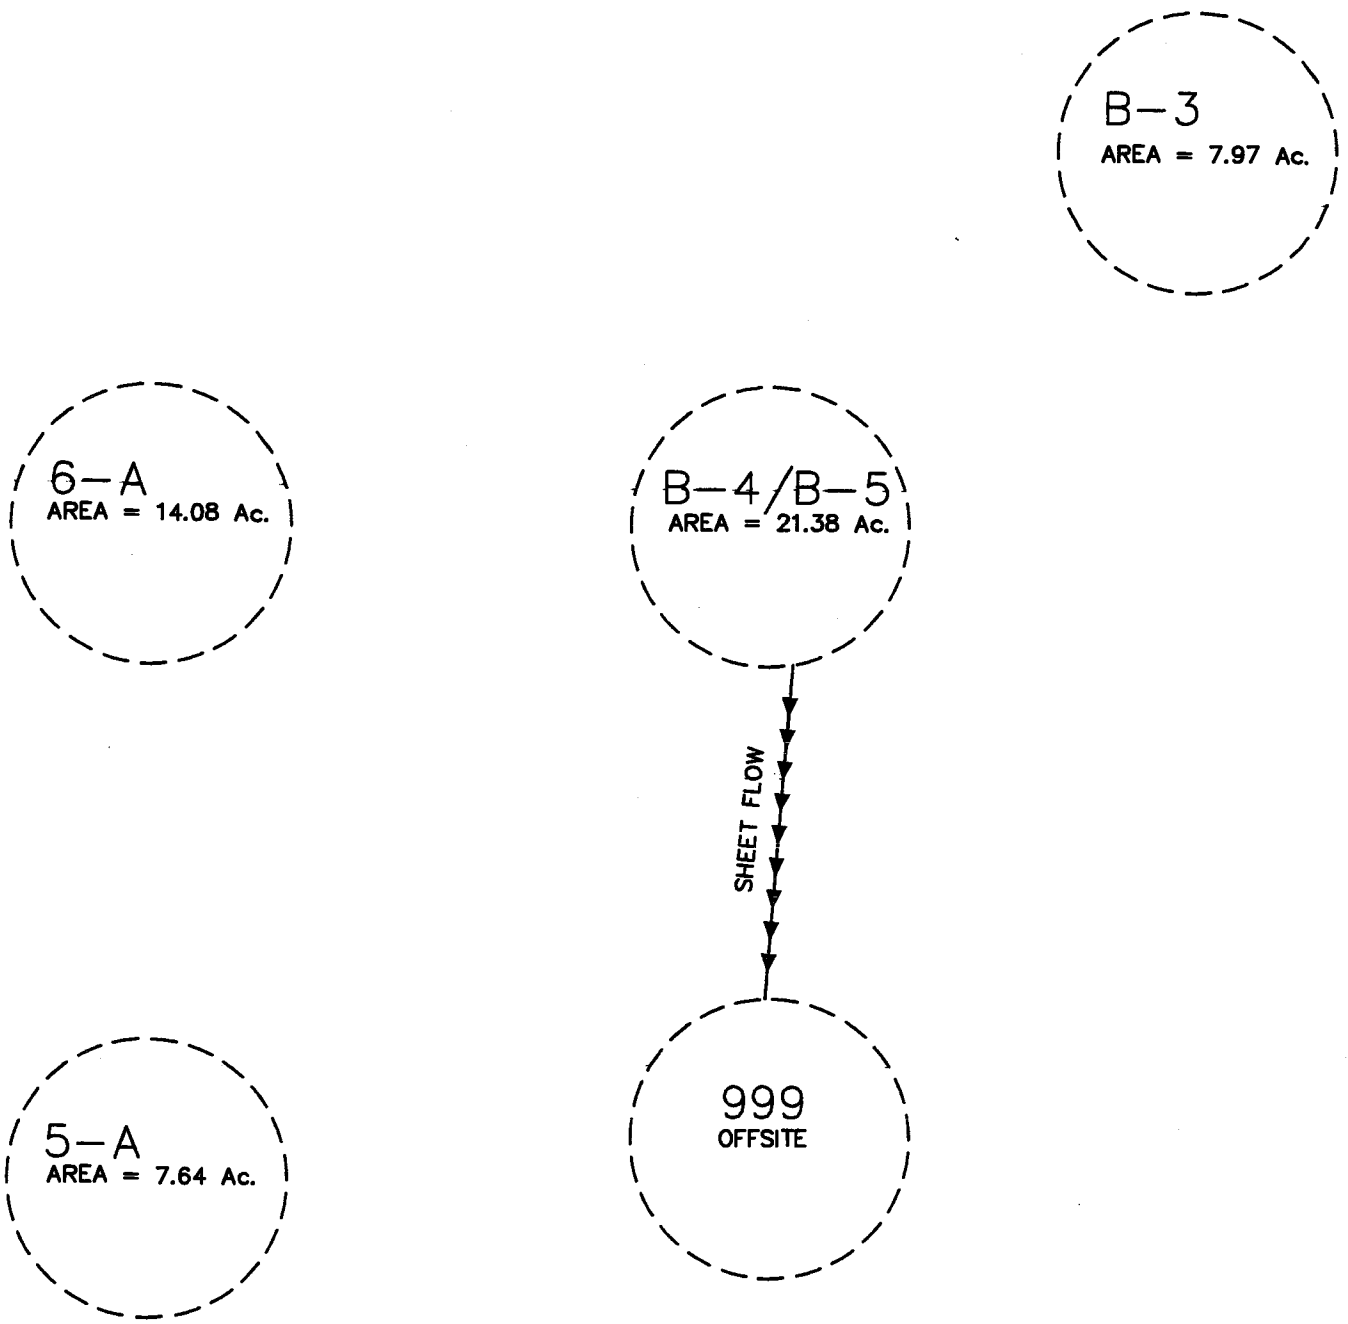 B-3
AREA = 7.97 Ac.
6-A
AREA = 14.08 Ac.
B-4/B-5
AREA = 21.38 Ac.
SHEET FLOW
999
OFFSITE
5-A
AREA = 7.64 Ac.